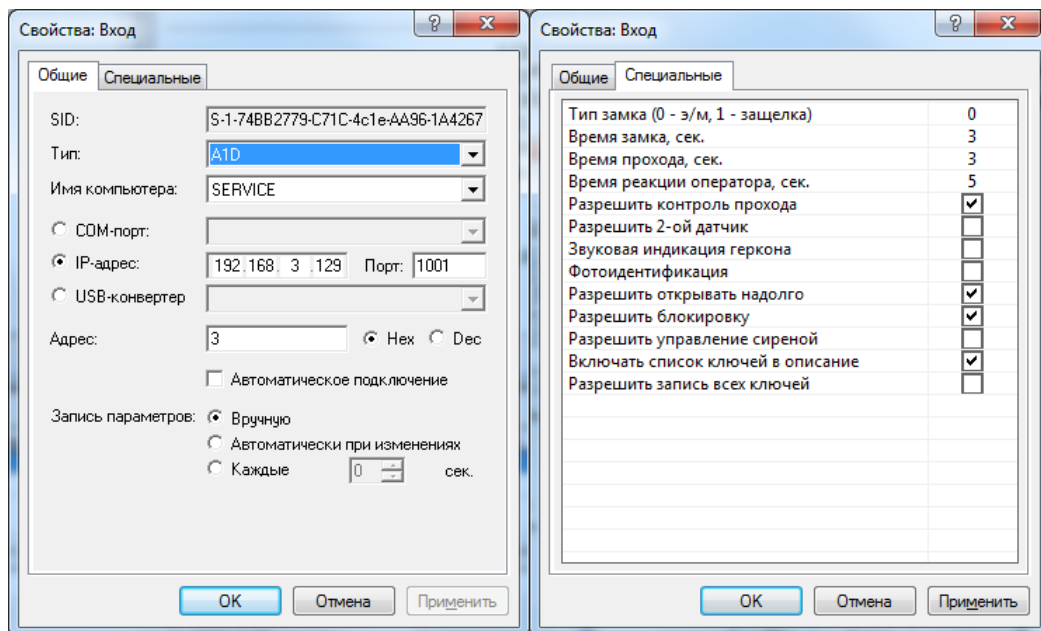 Свойства: Вход
Общие Специальные
SID: S-1-74BB2779-C71C-4c1e-AA96-1A4267
Тип: A1D
Имя компьютера: SERVICE
COM-порт:
IP-адрес: 192.168. 3 .129 Порт: 1001
USB-конвертер
Адрес: 3 Hex Dec
Автоматическое подключение
Запись параметров: Вручную
Автоматически при изменениях
Каждые 0 сек.
OK Отмена Применить
Свойства: Вход
Общие Специальные
Тип замка (0 - э/м, 1 - защелка) 0
Время замка, сек. 3
Время прохода, сек. 3
Время реакции оператора, сек. 5
Разрешить контроль прохода
Разрешить 2-ой датчик
Звуковая индикация геркона
Фотоидентификация
Разрешить открывать надолго
Разрешить блокировку
Разрешить управление сиреной
Включать список ключей в описание
Разрешить запись всех ключей
OK Отмена Применить